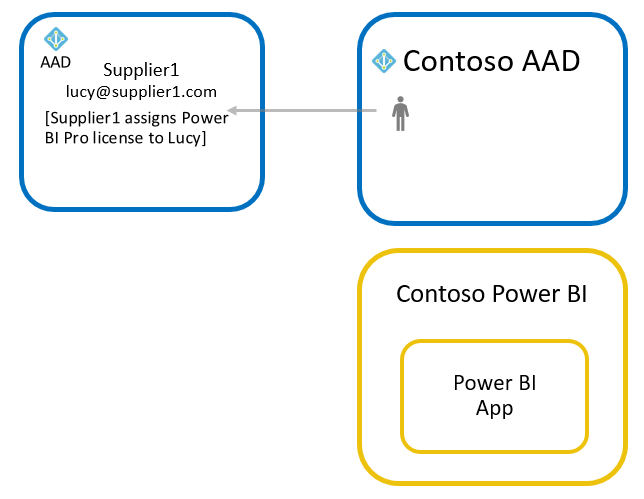 AAD
Supplier1
lucy@supplier1.com
[Supplier1 assigns Power
BI Pro license to Lucy]
Contoso AAD
Contoso Power BI
Power BI
App